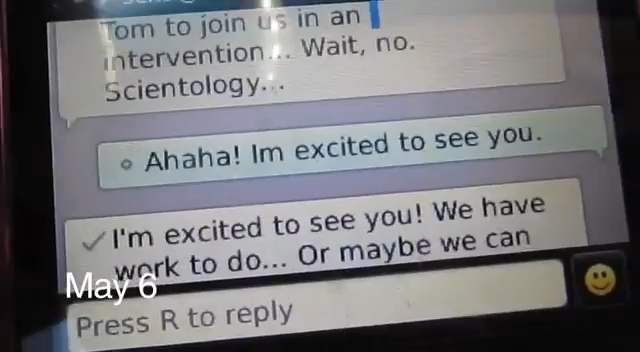 Tom to join us in an
intervention... Wait, no.
Scientology...
Ahaha! Im excited to see you.
I'm excited to see you! We have
work to do... Or maybe we can
May 6
Press R to reply